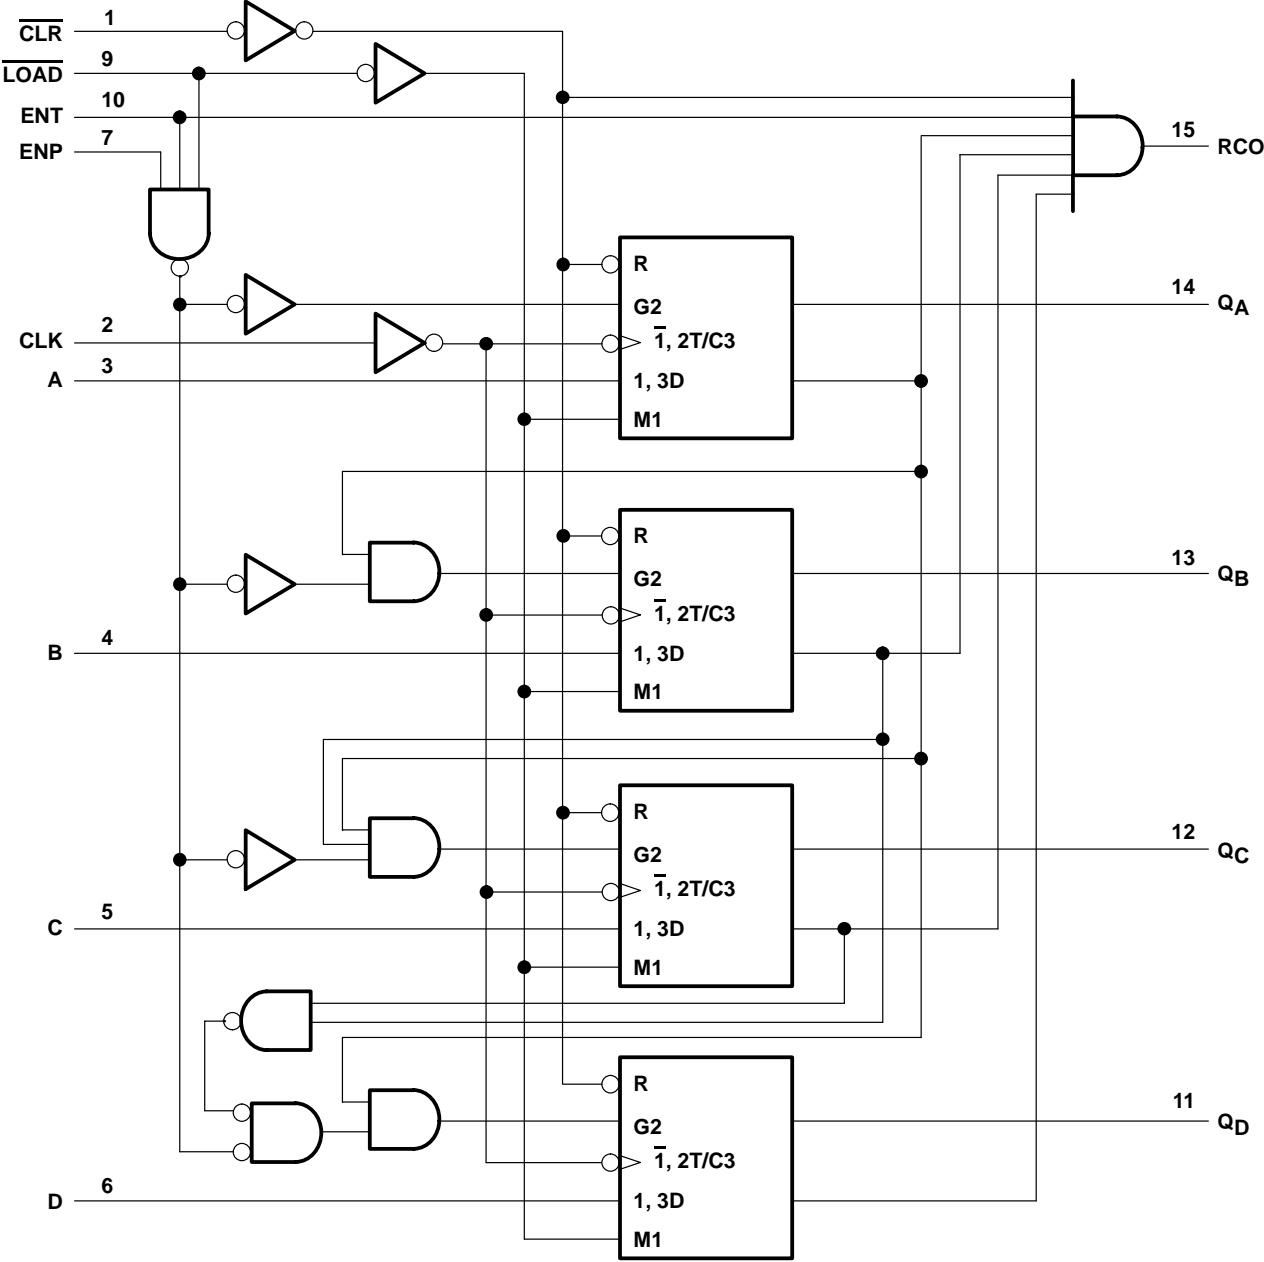 CLR 1
LOAD 9
ENT 10
ENP 7
15 RCO
R
G2
1, 2T/C3
1, 3D
M1
14 QA
CLK 2
A 3
R
G2
1, 2T/C3
1, 3D
M1
13 QB
B 4
R
G2
1, 2T/C3
1, 3D
M1
12 QC
C 5
R
G2
1, 2T/C3
1, 3D
M1
11 QD
D 6